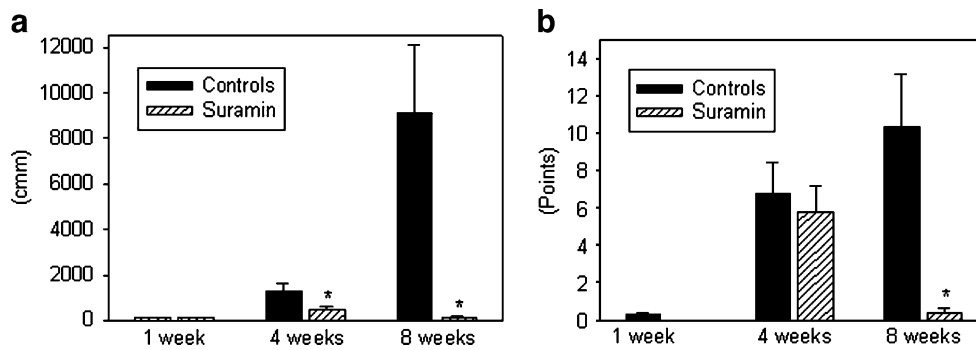 a
12000
10000
8000
6000
4000
2000
0
(cmm)
Controls
Suramin
*
*
1 week 4 weeks 8 weeks
b
14
12
10
8
6
4
2
0
(Points)
Controls
Suramin
*
1 week 4 weeks 8 weeks